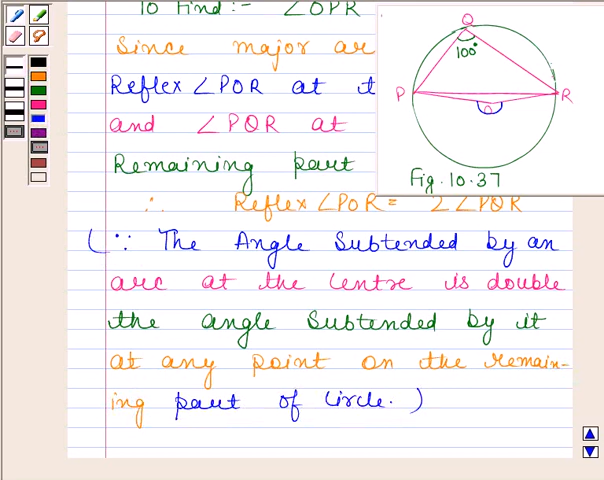 To Find :- ∠OPR
Since major ar
Reflex ∠POR at t
and ∠PQR at
Remaining part
∴ Reflex ∠POR = 2∠PQR
(∵ The Angle Subtended by an
arc at the Centre is double
the angle Subtended by it
at any point on the remain-
ing part of Circle. )
Q
100°
P
R
O
Fig. 10.37